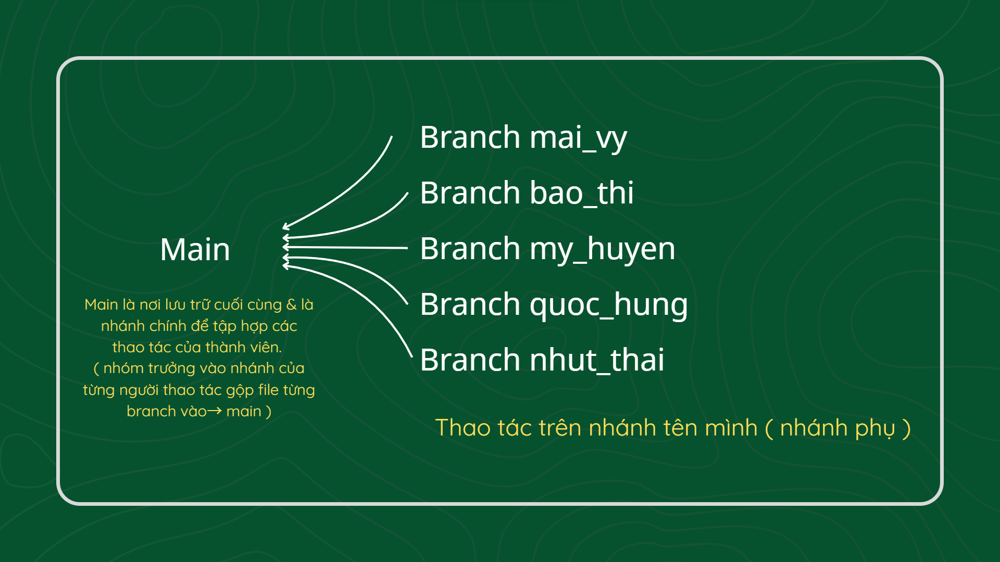 Branch mai_vy
Branch bao_thi
Branch my_huyen
Branch quoc_hung
Branch nhut_thai
Main
Main là nơi lưu trữ cuối cùng & là
nhánh chính để tập hợp các
thao tác của thành viên.
( nhóm trưởng vào nhánh của
từng người thao tác gộp file từng
branch vào→ main )
Thao tác trên nhánh tên mình ( nhánh phụ )